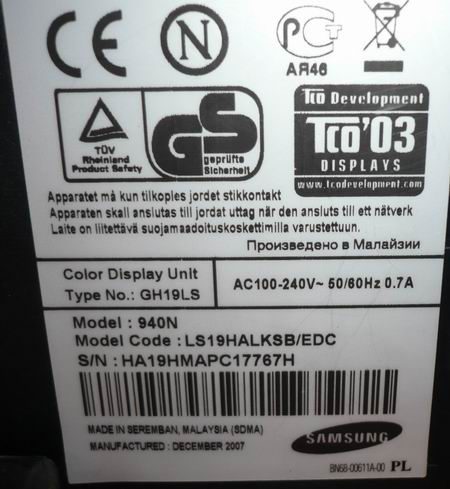 CE N PCT
АЯ46
TÜV
Rheinland
Product Safety
GS
geprüfte
Sicherheit
TCO Development
TCO'03
DISPLAYS
www.tcodevelopment.com
Apparatet må kun tilkoples jordet stikkontakt
Apparaten skall anslutas till jordat uttag när den ansluts till ett nätverk
Laite on liitettävä suojamaadoituskoskettimilla varustettuun.
Произведено в Малайзии
Color Display Unit
Type No.: GH19LS
AC100-240V~ 50/60Hz 0.7A
Model : 940N
Model Code : LS19HALKSB/EDC
S/N : HA19HMAPC17767H
MADE IN SEREMBAN, MALAYSIA (SDMA)
MANUFACTURED : DECEMBER 2007
SAMSUNG
BN68-00611A-00 PL